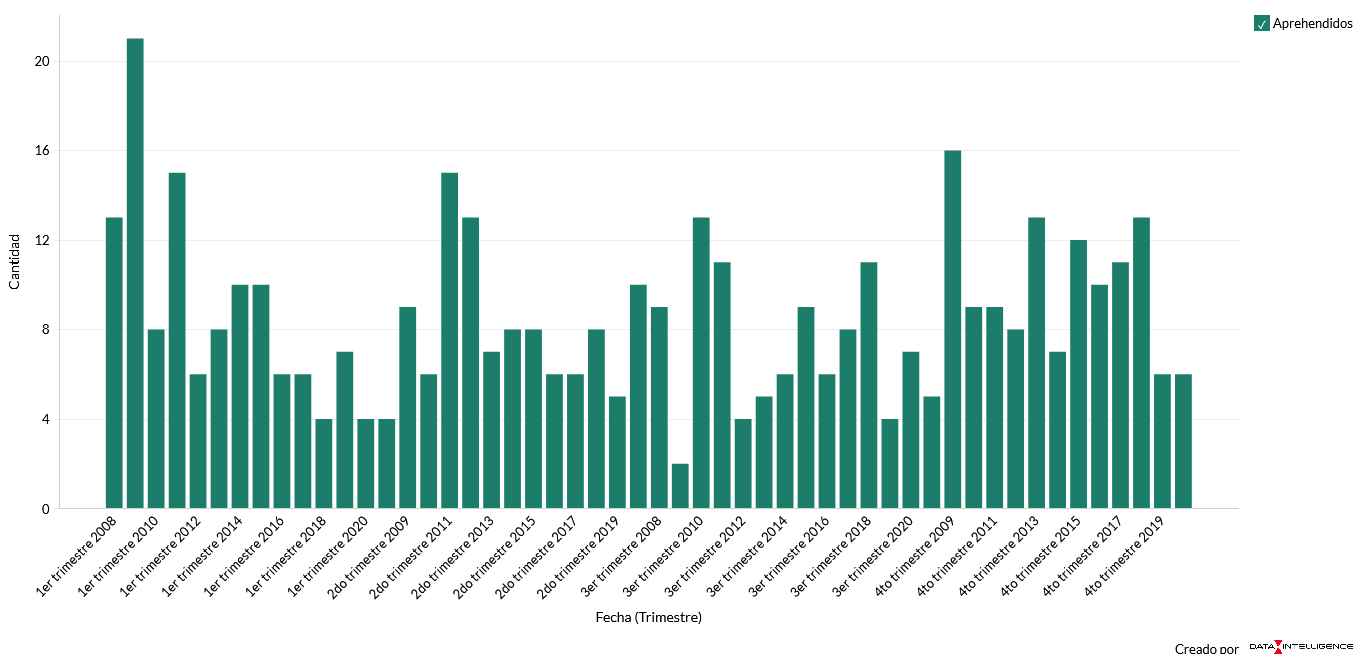 Aprehendidos
20
16
12
8
4
0
Cantidad
1er trimestre 2008
1er trimestre 2010
1er trimestre 2012
1er trimestre 2014
1er trimestre 2016
1er trimestre 2018
1er trimestre 2020
2do trimestre 2009
2do trimestre 2011
2do trimestre 2013
2do trimestre 2015
2do trimestre 2017
2do trimestre 2019
3er trimestre 2008
3er trimestre 2010
3er trimestre 2012
3er trimestre 2014
3er trimestre 2016
3er trimestre 2018
3er trimestre 2020
4to trimestre 2009
4to trimestre 2011
4to trimestre 2013
4to trimestre 2015
4to trimestre 2017
4to trimestre 2019
Fecha (Trimestre)
Creado por DATA INTELLIGENCE